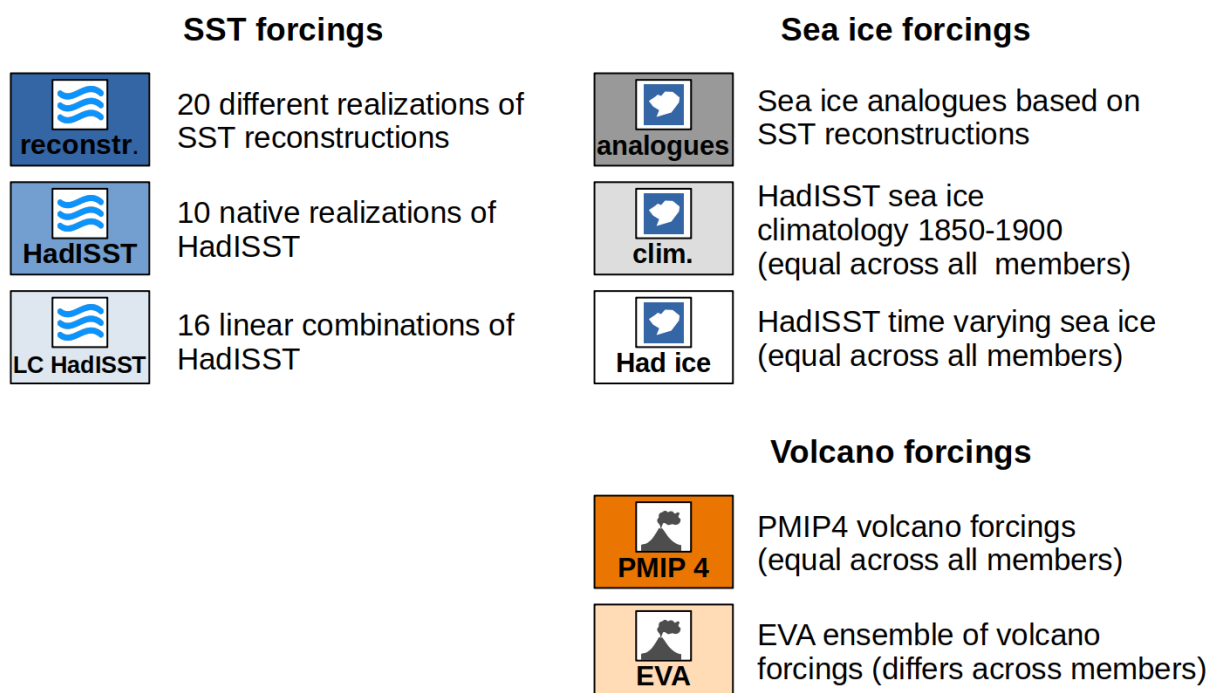 SST forcings
reconstr.
20 different realizations of
SST reconstructions
HadISST
10 native realizations of
HadISST
LC HadISST
16 linear combinations of
HadISST
Sea ice forcings
analogues
Sea ice analogues based on
SST reconstructions
clim.
HadISST sea ice
climatology 1850-1900
(equal across all  members)
Had ice
HadISST time varying sea ice
(equal across all members)
Volcano forcings
PMIP 4
PMIP4 volcano forcings
(equal across all members)
EVA
EVA ensemble of volcano
forcings (differs across members)